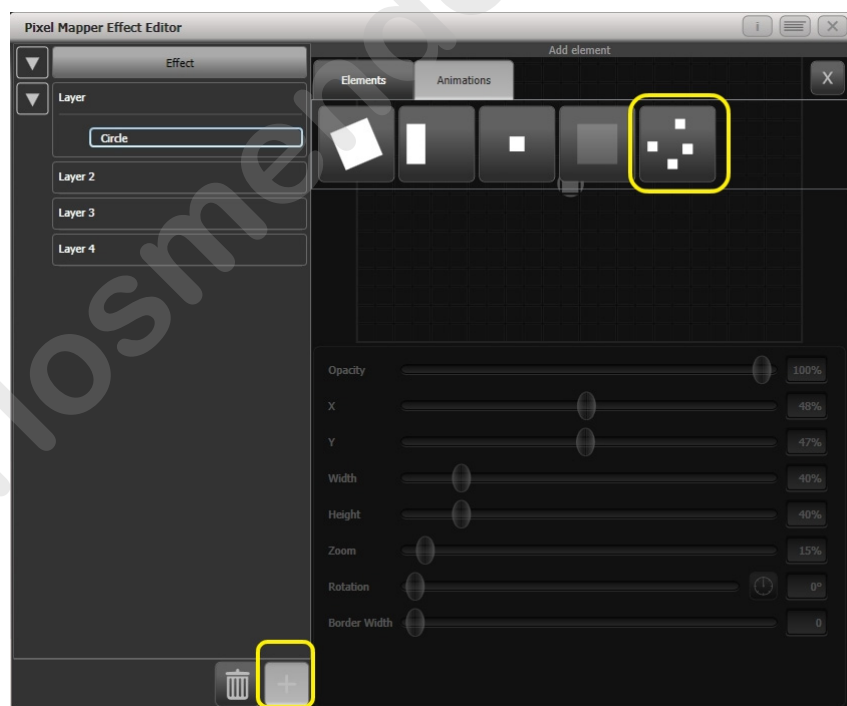 Pixel Mapper Effect Editor
i
X
Add element
Effect
Elements
Animations
X
Layer
Circle
Layer 2
Layer 3
Layer 4
Opacity 100%
X 48%
Y 47%
Width 40%
Height 40%
Zoom 15%
Rotation 0°
Border Width 0
+